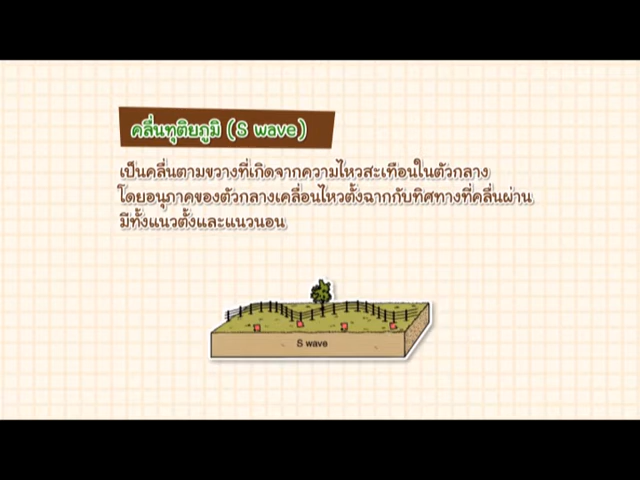 คลื่นทุติยภูมิ (S wave)
เป็นคลื่นตามขวางที่เกิดจากความไหวสะเทือนในตัวกลาง
โดยอนุภาคของตัวกลางเคลื่อนไหวตั้งฉากกับทิศทางที่คลื่นผ่าน
มีทั้งแนวตั้งและแนวนอน
S wave